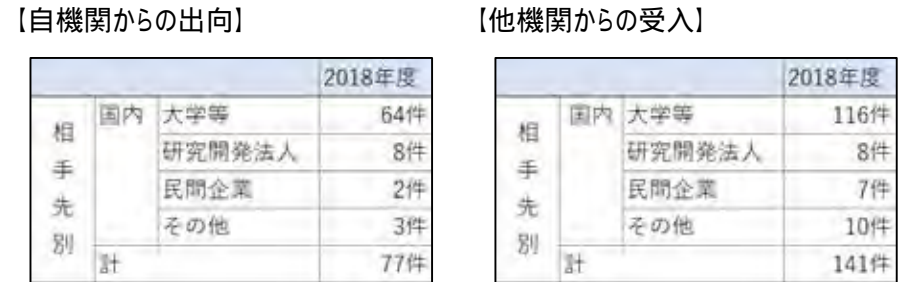 【自機関からの出向】
2018年度
相手先別
国内 大学等 64件
研究開発法人 8件
民間企業 2件
その他 3件
計 77件
【他機関からの受入】
2018年度
相手先別
国内 大学等 116件
研究開発法人 8件
民間企業 7件
その他 10件
計 141件